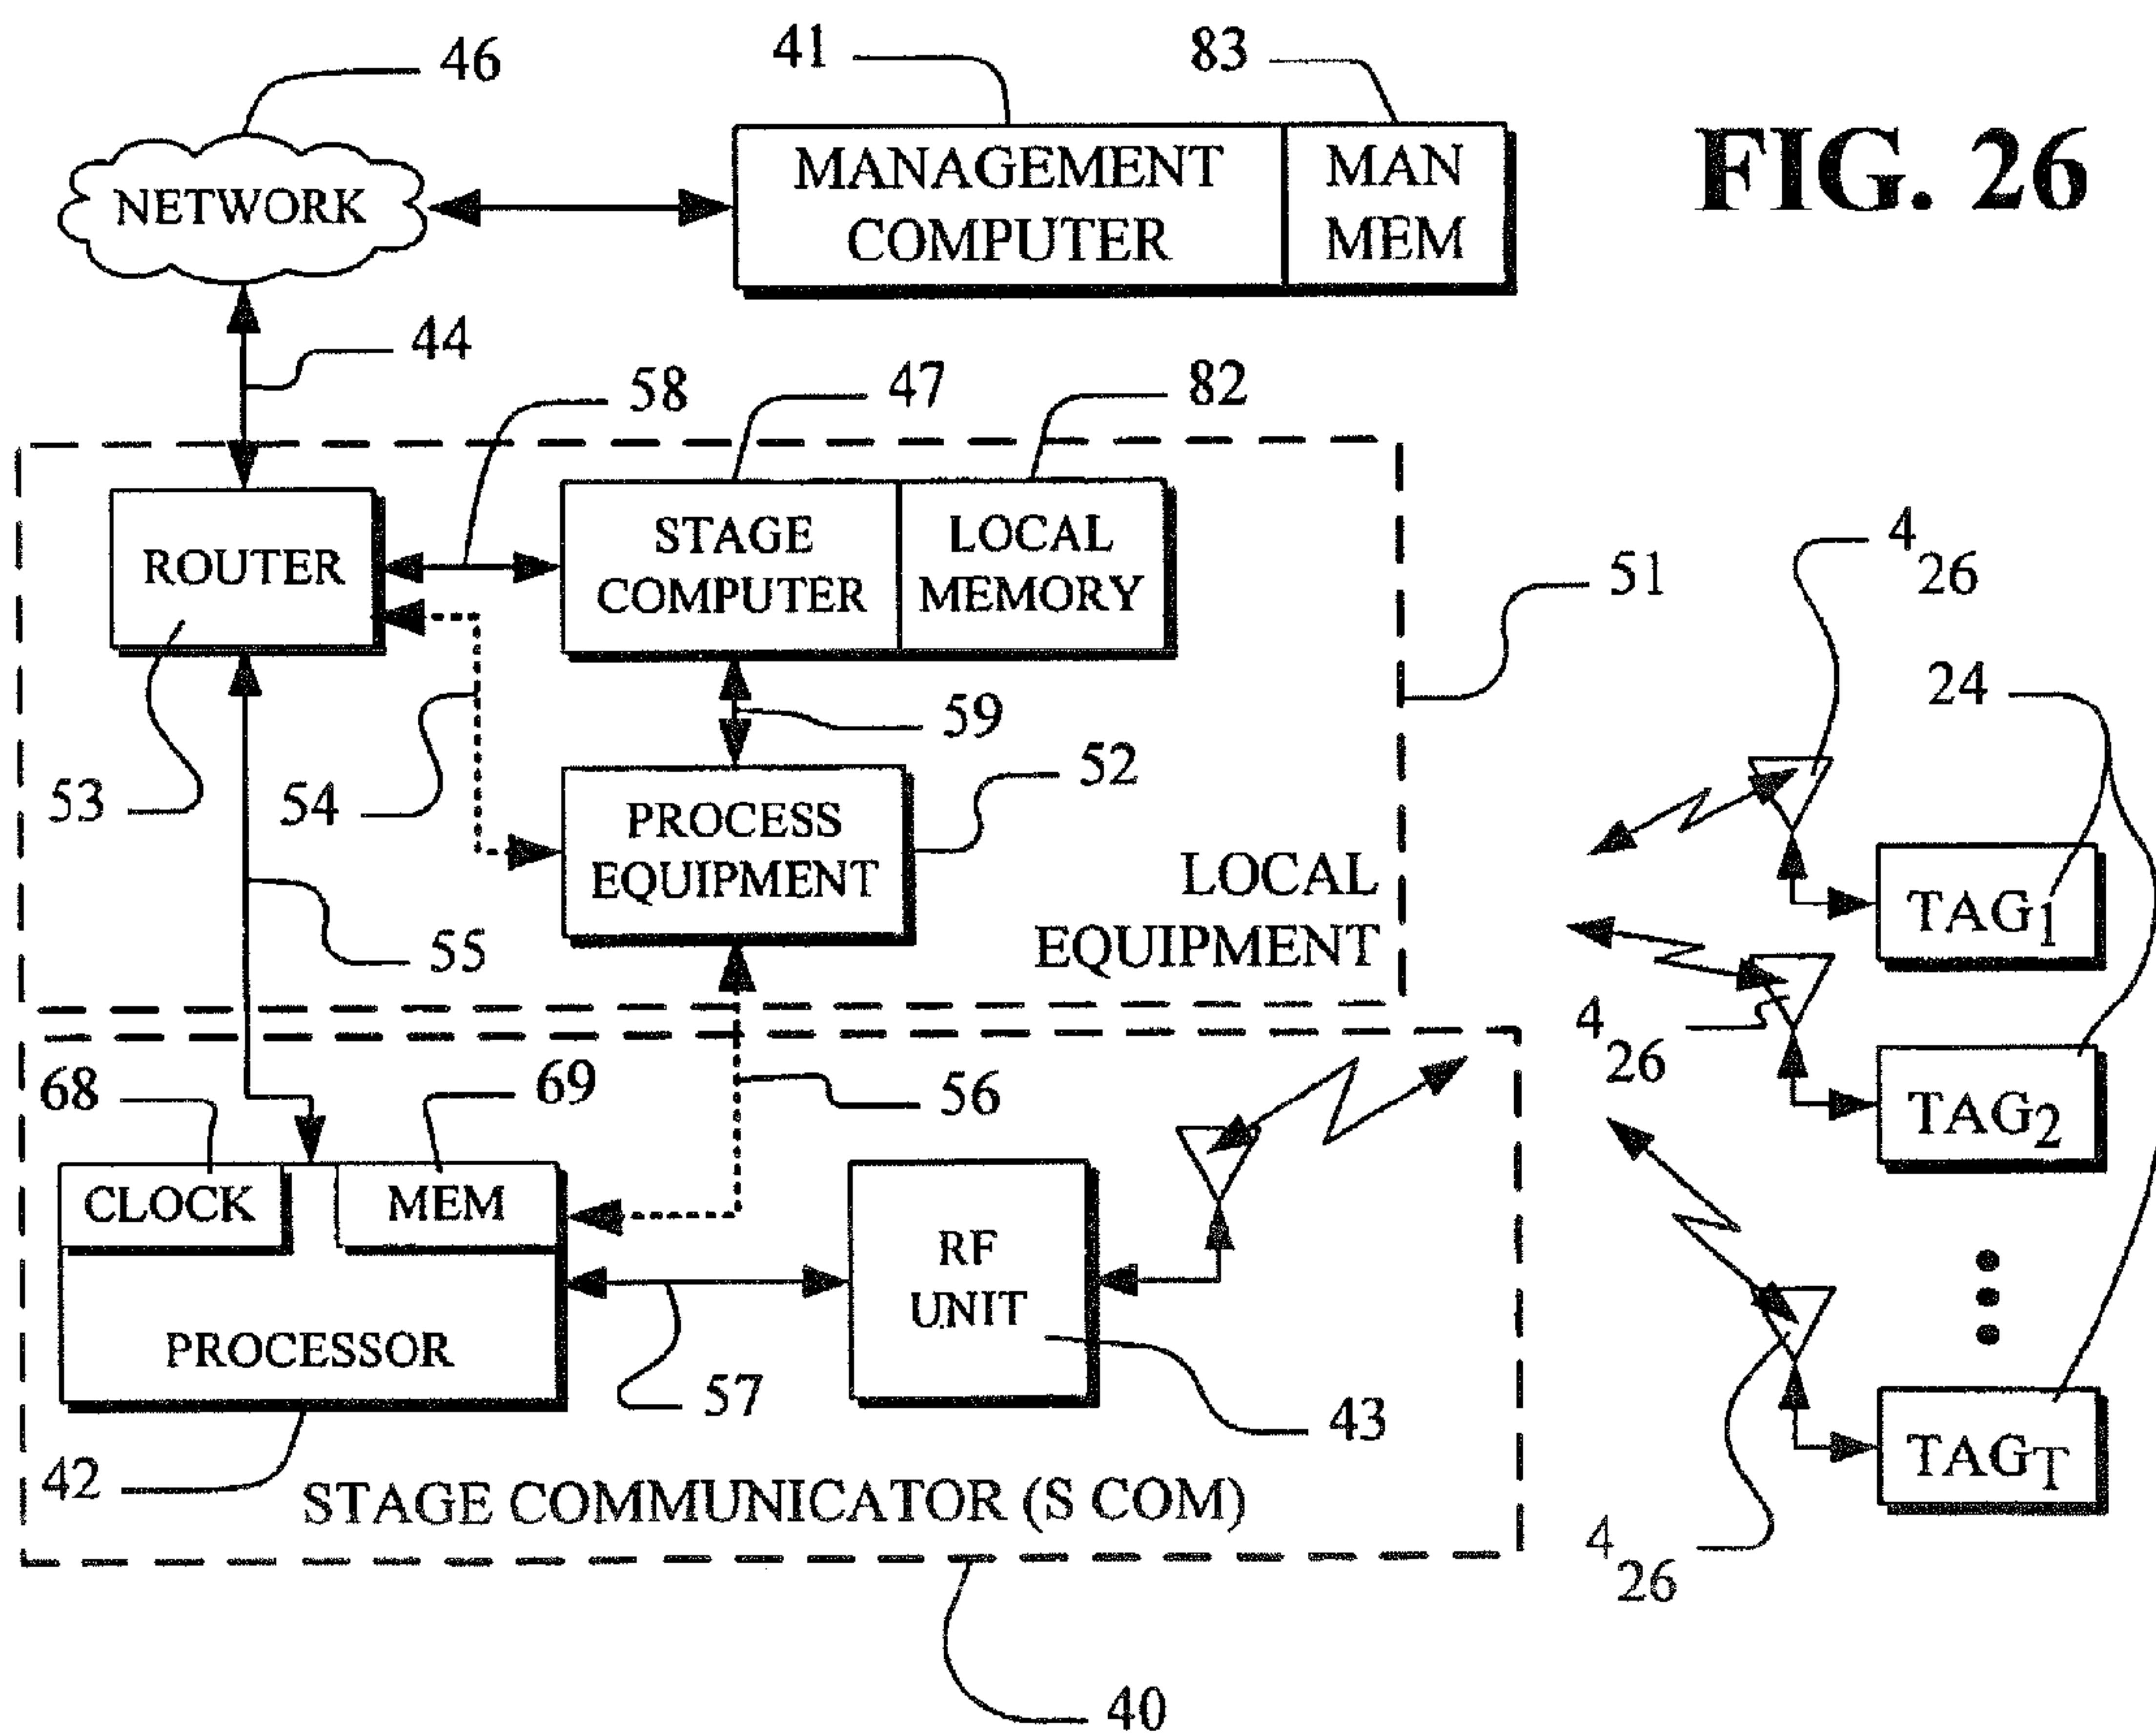 46
41
83
FIG. 26
NETWORK
MANAGEMENT
COMPUTER
MAN
MEM
44
58
47
82
ROUTER
STAGE
COMPUTER
LOCAL
MEMORY
51
4 26
24
53
54
59
52
PROCESS
EQUIPMENT
LOCAL
EQUIPMENT
55
TAG1
4 26
TAG2
68
69
56
CLOCK
MEM
PROCESSOR
RF
UNIT
57
43
42
TAGT
4 26
STAGE COMMUNICATOR (S COM)
40